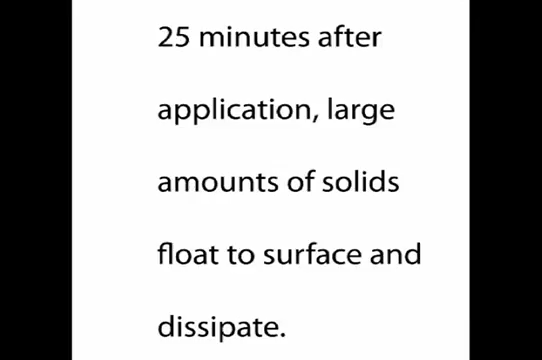 25 minutes after
application, large
amounts of solids
float to surface and
dissipate.